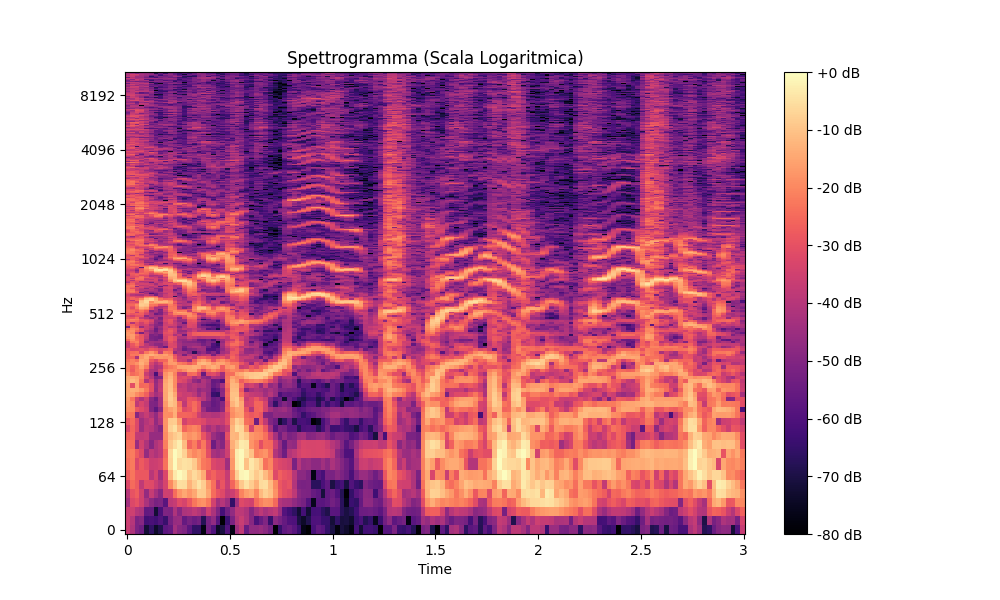 Spettrogramma (Scala Logaritmica)
Hz
8192
4096
2048
1024
512
256
128
64
0
0 0.5 1 1.5 2 2.5 3
Time
+0 dB
-10 dB
-20 dB
-30 dB
-40 dB
-50 dB
-60 dB
-70 dB
-80 dB